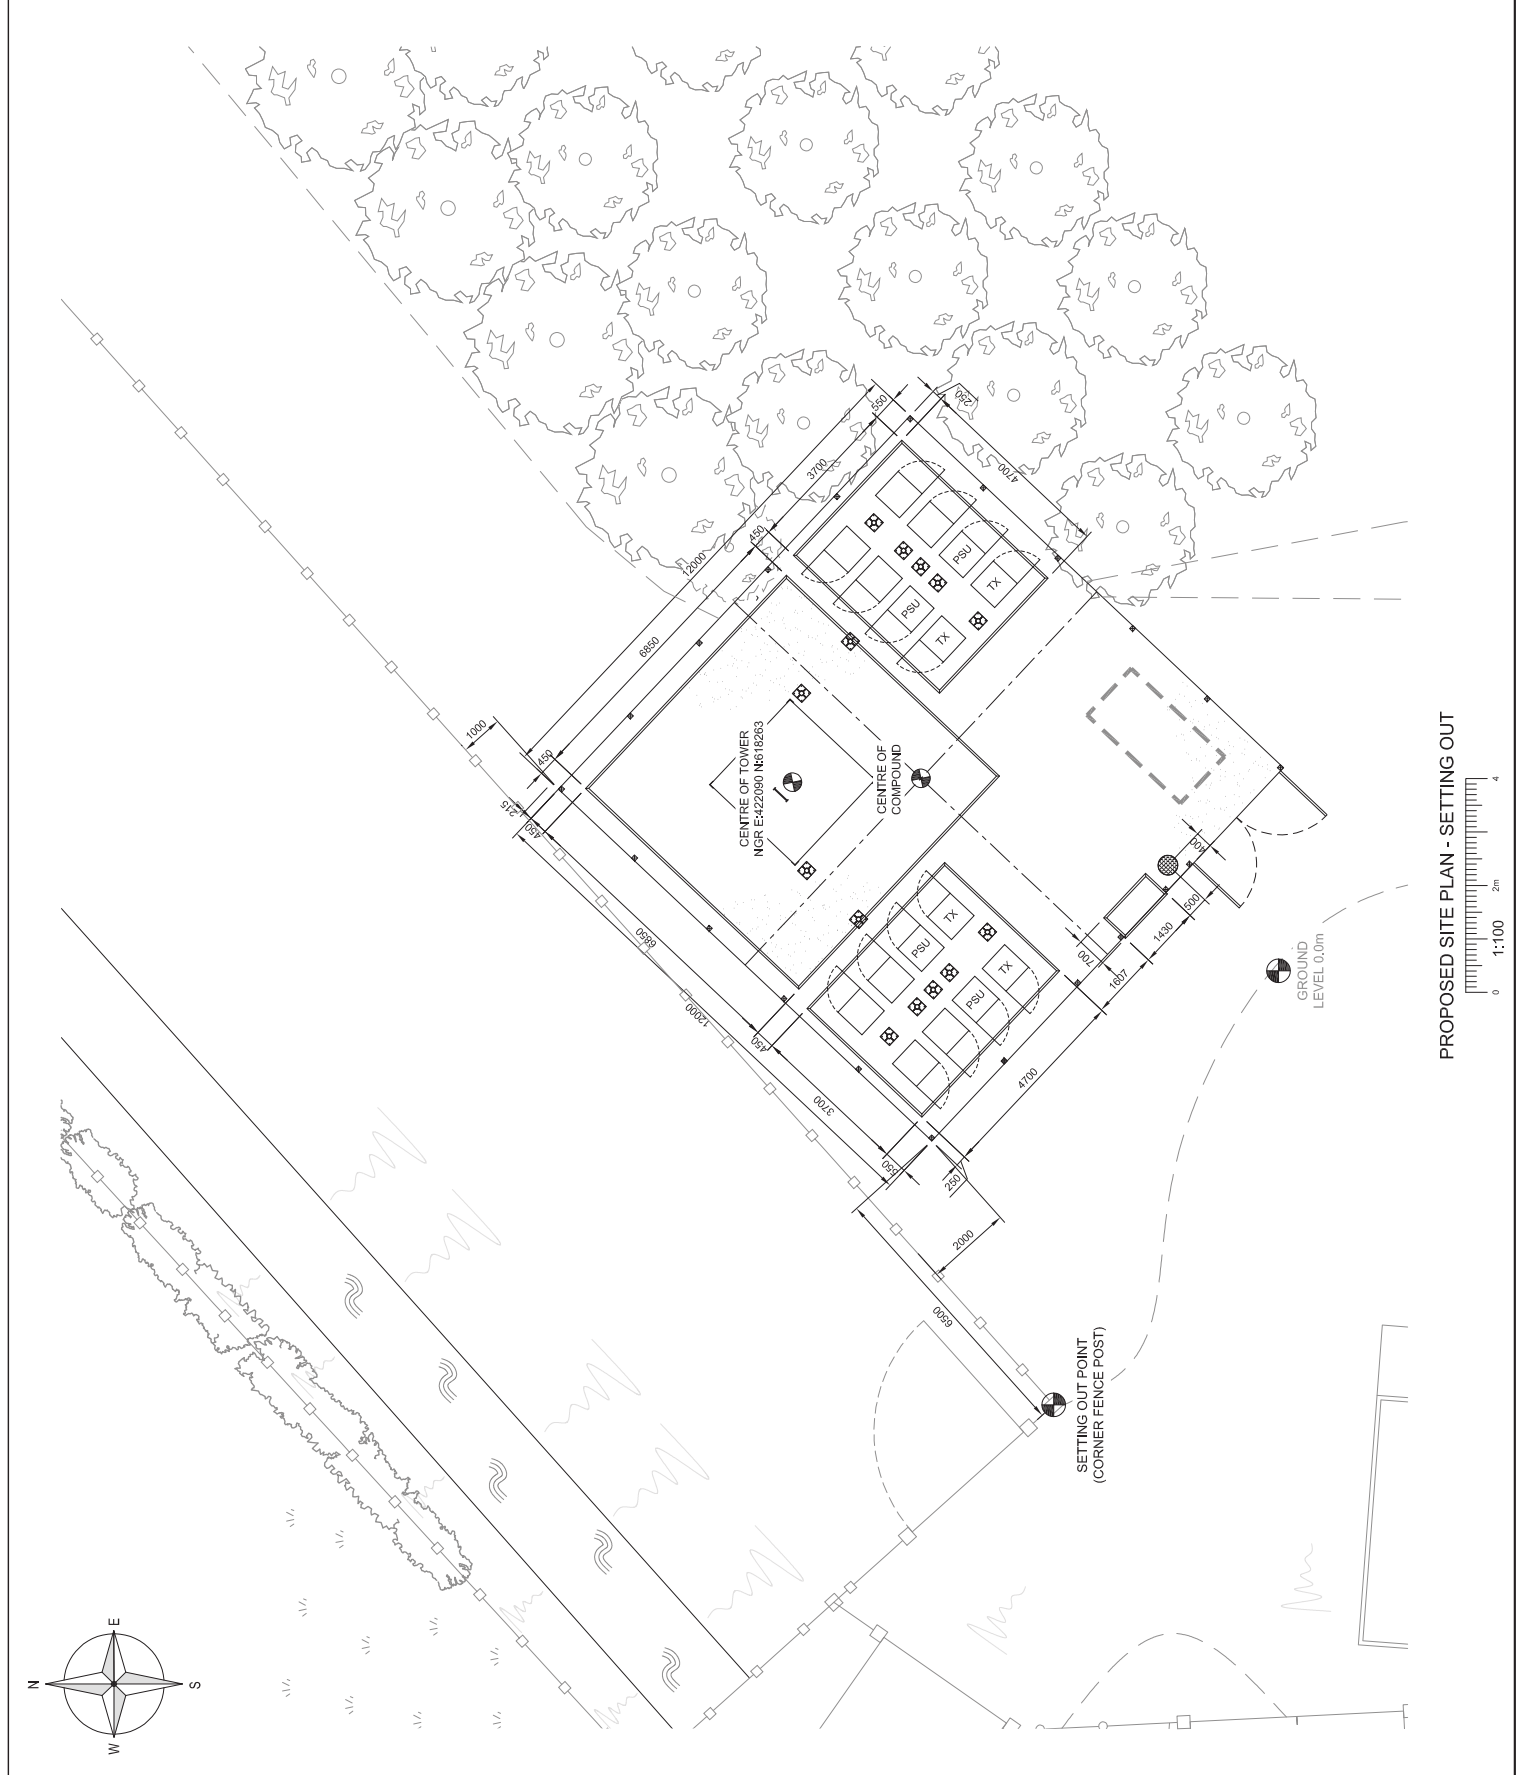 N
E
S
W
1000
12000
6850
450
3700
550
250
4700
450
215
450
6850
12000
450
3700
550
250
4700
1607
1430
500
400
700
2000
6500
CENTRE OF TOWER
NGR E:422090 N:618263
CENTRE OF
COMPOUND
PSU
TX
PSU
TX
TX
PSU
TX
PSU
GROUND
LEVEL 0.0m
SETTING OUT POINT
(CORNER FENCE POST)
PROPOSED SITE PLAN - SETTING OUT
0
2m
4
1:100